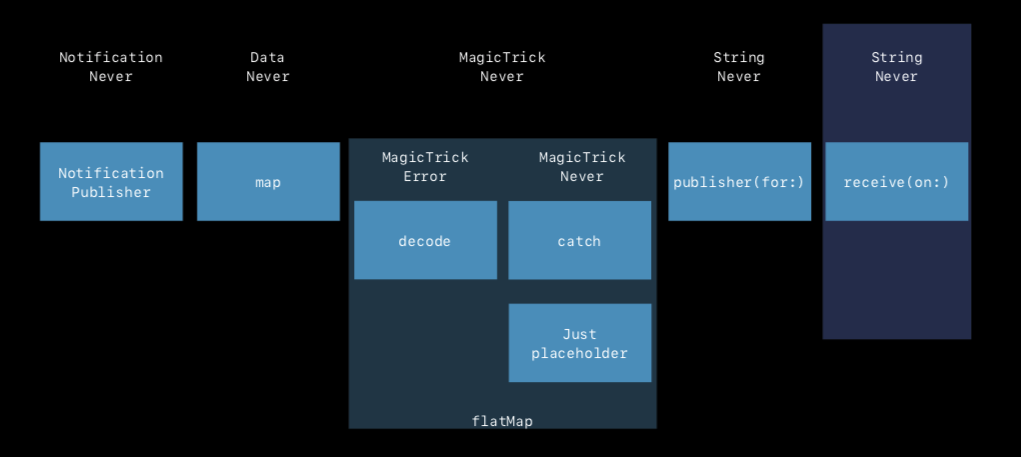 Notification
Never
Data
Never
MagicTrick
Never
String
Never
String
Never
Notification
Publisher
map
MagicTrick
Error
MagicTrick
Never
decode
catch
Just
placeholder
flatMap
publisher(for:)
receive(on:)